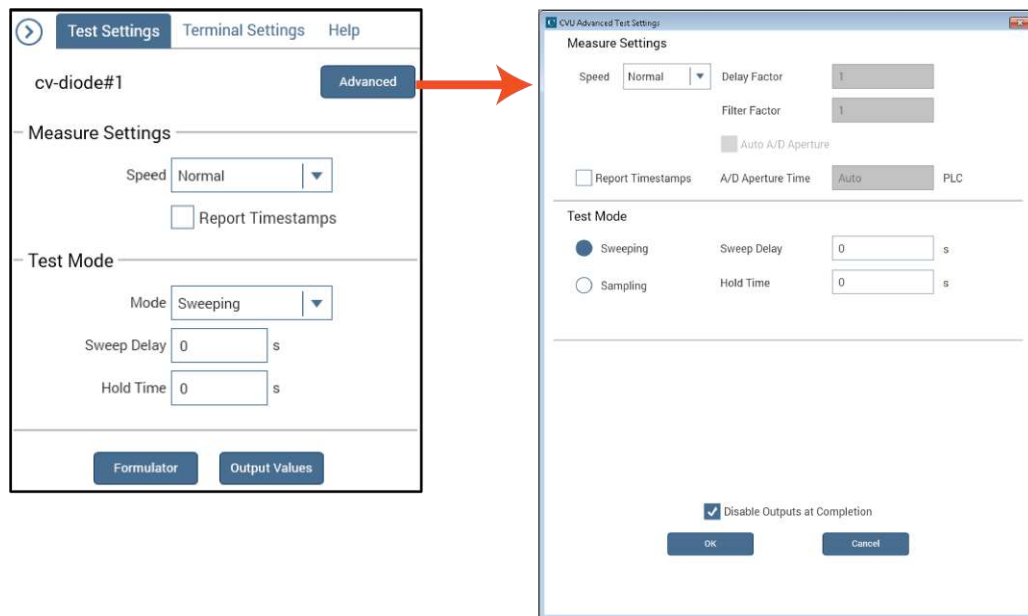 Test Settings Terminal Settings Help
cv-diode#1 Advanced
Measure Settings
Speed Normal
Report Timestamps
Test Mode
Mode Sweeping
Sweep Delay 0 s
Hold Time 0 s
Formulator Output Values
CVU Advanced Test Settings
Measure Settings
Speed Normal Delay Factor 1
Filter Factor 1
Auto A/D Aperture
Report Timestamps A/D Aperture Time Auto PLC
Test Mode
Sweeping Sweep Delay 0 s
Sampling Hold Time 0 s
Disable Outputs at Completion
OK Cancel